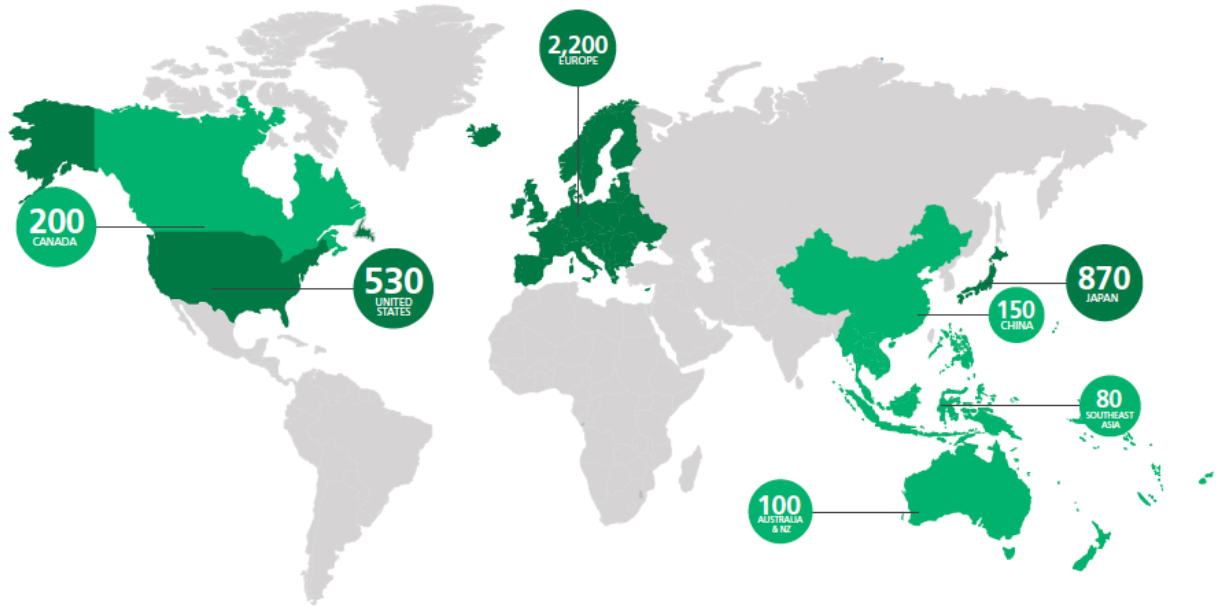 2,200
EUROPE
200
CANADA
530
UNITED
STATES
870
JAPAN
150
CHINA
80
SOUTHEAST
ASIA
100
AUSTRALIA
& NZ